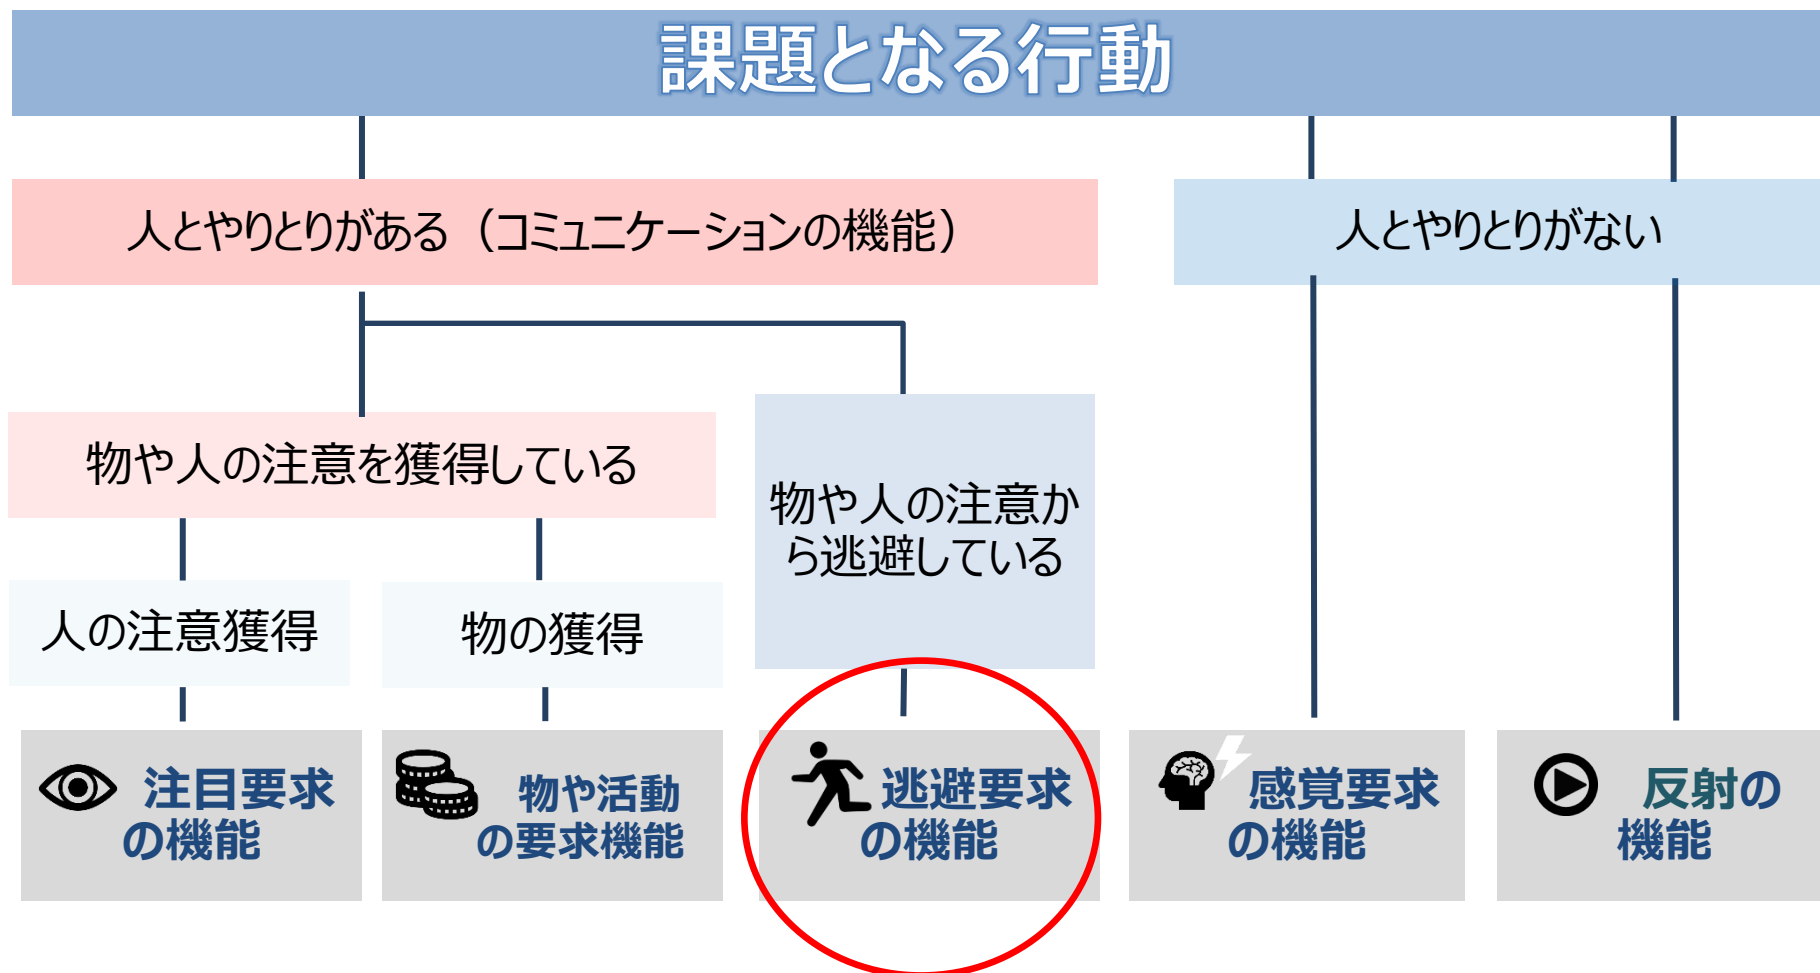 課題となる行動
人とやりとりがある（コミュニケーションの機能）
人とやりとりがない
物や人の注意を獲得している
物や人の注意か
ら逃避している
人の注意獲得
物の獲得
注目要求
の機能
物や活動
の要求機能
逃避要求
の機能
感覚要求
の機能
反射の
機能